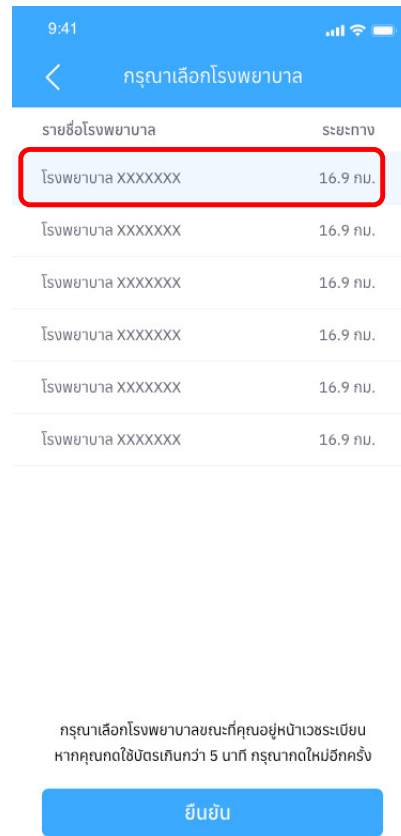 9:41
กรุณาเลือกโรงพยาบาล
รายชื่อโรงพยาบาล ระยะทาง
โรงพยาบาล XXXXXXX 16.9 กม.
โรงพยาบาล XXXXXXX 16.9 กม.
โรงพยาบาล XXXXXXX 16.9 กม.
โรงพยาบาล XXXXXXX 16.9 กม.
โรงพยาบาล XXXXXXX 16.9 กม.
โรงพยาบาล XXXXXXX 16.9 กม.
กรุณาเลือกโรงพยาบาลขณะที่คุณอยู่หน้าเวชระเบียน
หากคุณกดใช้บัตรเกินกว่า 5 นาที กรุณากดใหม่อีกครั้ง
ยืนยัน